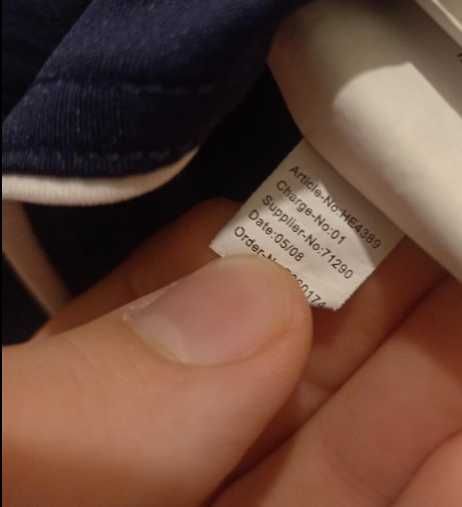 Article-No:HE4389
Charge-No:01
Supplier-No:71290
Date:05/08